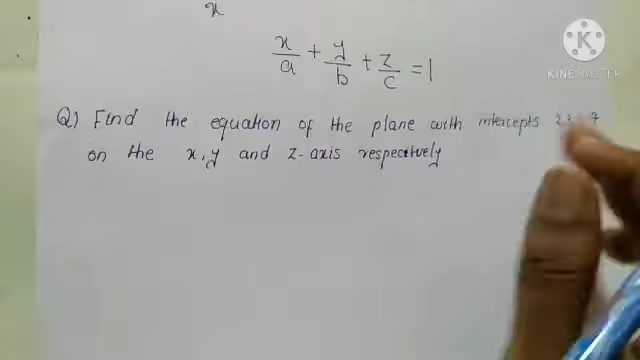 x
x/a + y/b + z/c = 1
Q) Find the equation of the plane with intercepts
on the x, y and z-axis respectively
KINEMASTER